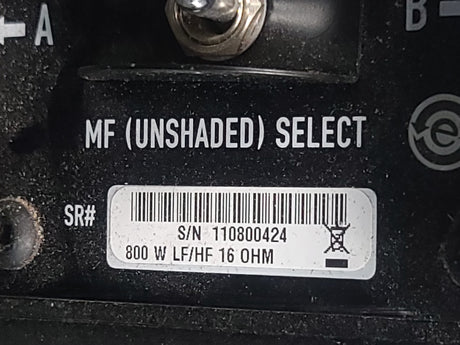 A B
MF (UNSHADED) SELECT
SR#
S/N 110800424
800 W LF/HF 16 OHM
e